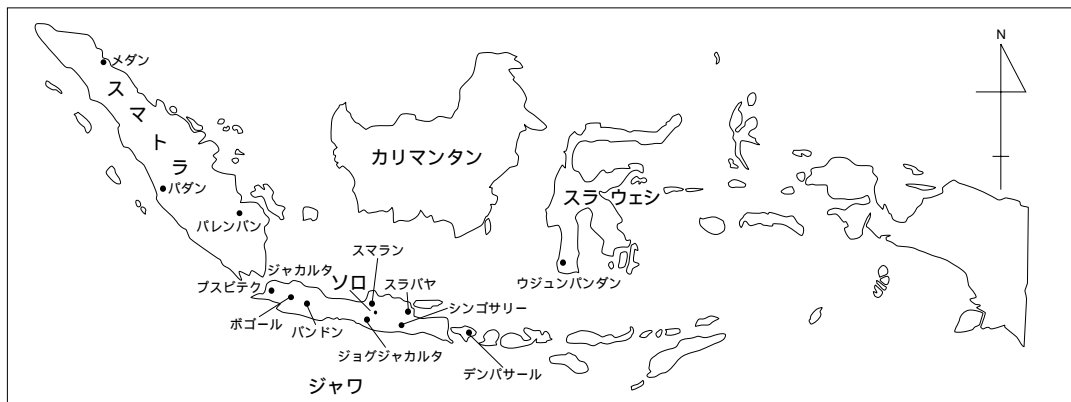 N
メダン
スマトラ
カリマンタン
パダン
スラウェシ
パレンバン
スマラン
ジャカルタ
ソロ
スラバヤ
ウジュンパンダン
プスピテク
シンゴサリー
ボゴール
バンドン
ジョグジャカルタ
デンパサール
ジャワ